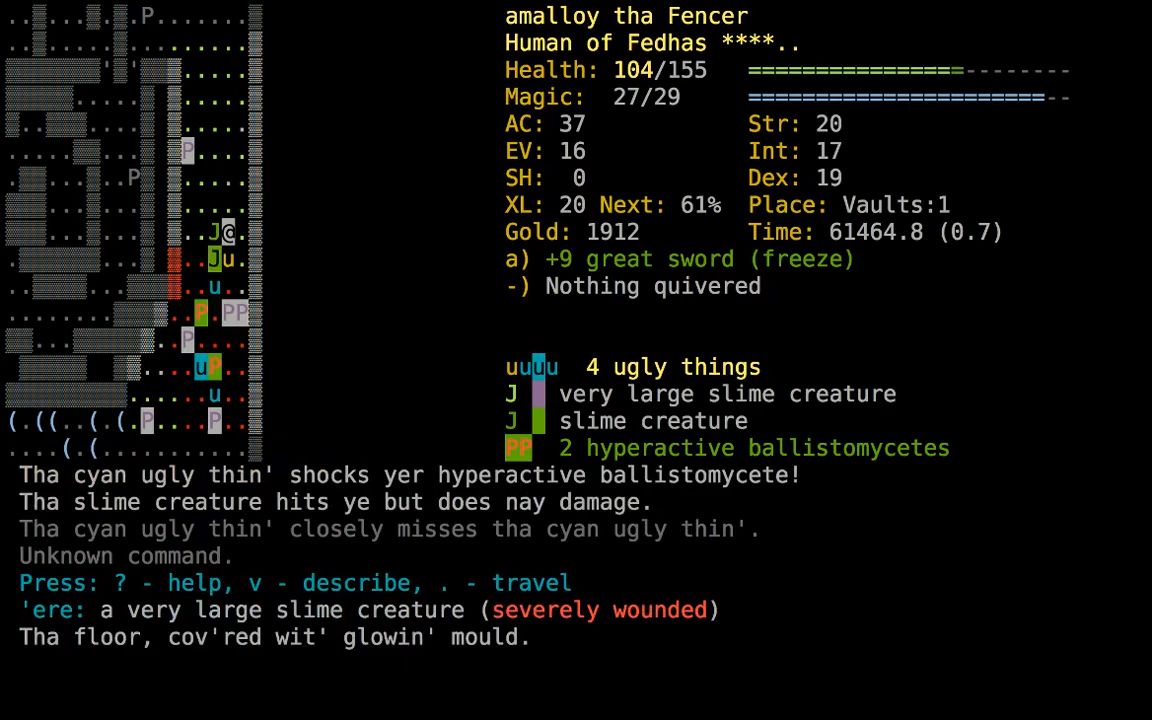 amalloy tha Fencer
Human of Fedhas ****..
Health: 104/155 ==============--------
Magic: 27/29 ======================--
AC: 37 Str: 20
EV: 16 Int: 17
SH: 0 Dex: 19
XL: 20 Next: 61% Place: Vaults:1
Gold: 1912 Time: 61464.8 (0.7)
a) +9 great sword (freeze)
-) Nothing quivered
uuuu 4 ugly things
J very large slime creature
J slime creature
PP 2 hyperactive ballistomycetes
Tha cyan ugly thin' shocks yer hyperactive ballistomycete!
Tha slime creature hits ye but does nay damage.
Tha cyan ugly thin' closely misses tha cyan ugly thin'.
Unknown command.
Press: ? - help, v - describe, . - travel
'ere: a very large slime creature (severely wounded)
Tha floor, cov'red wit' glowin' mould.